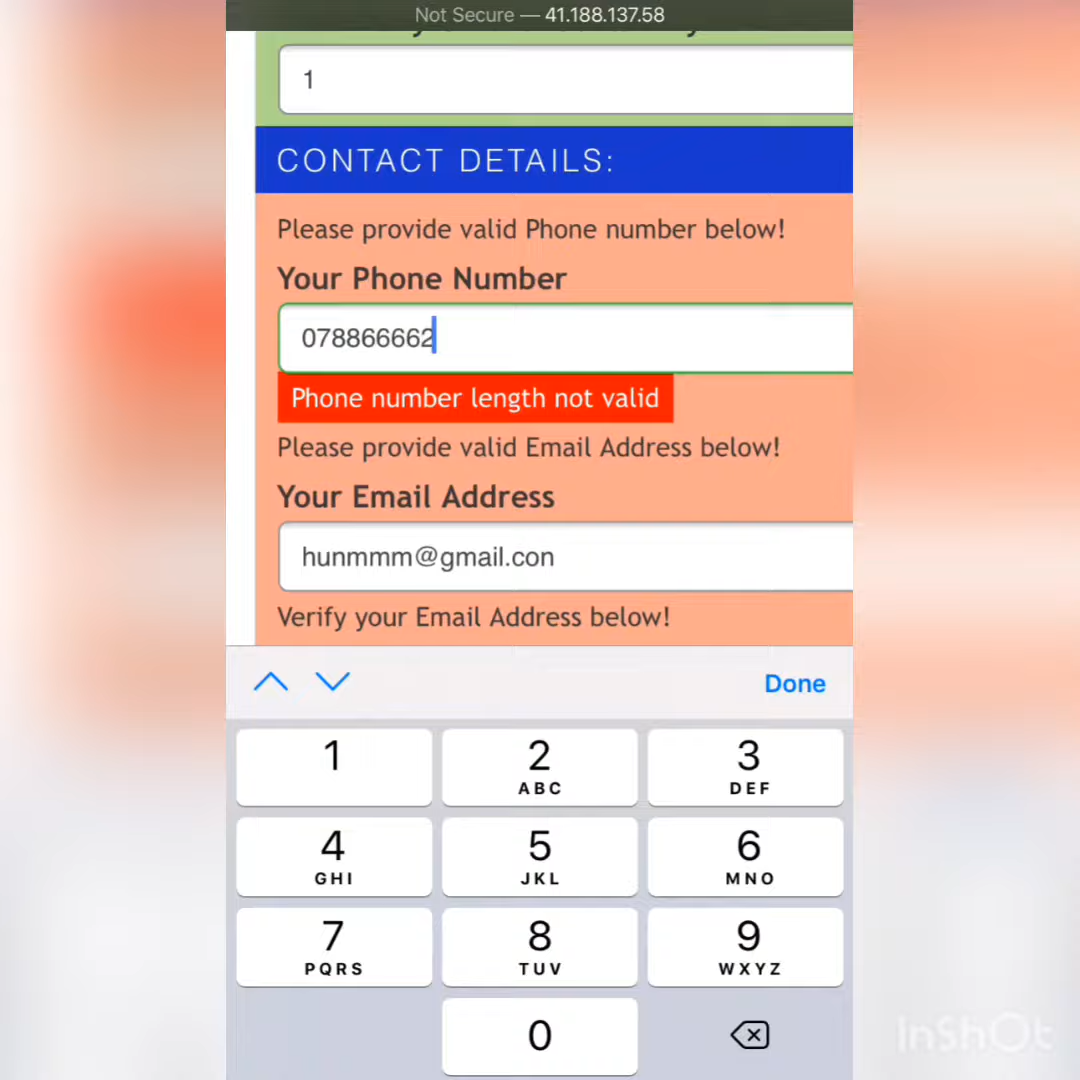 Not Secure — 41.188.137.58
1
CONTACT DETAILS:
Please provide valid Phone number below!
Your Phone Number
078866662
Phone number length not valid
Please provide valid Email Address below!
Your Email Address
hunmmm@gmail.con
Verify your Email Address below!
Done
1
2
ABC
3
DEF
4
GHI
5
JKL
6
MNO
7
PQRS
8
TUV
9
WXYZ
0
InShOt